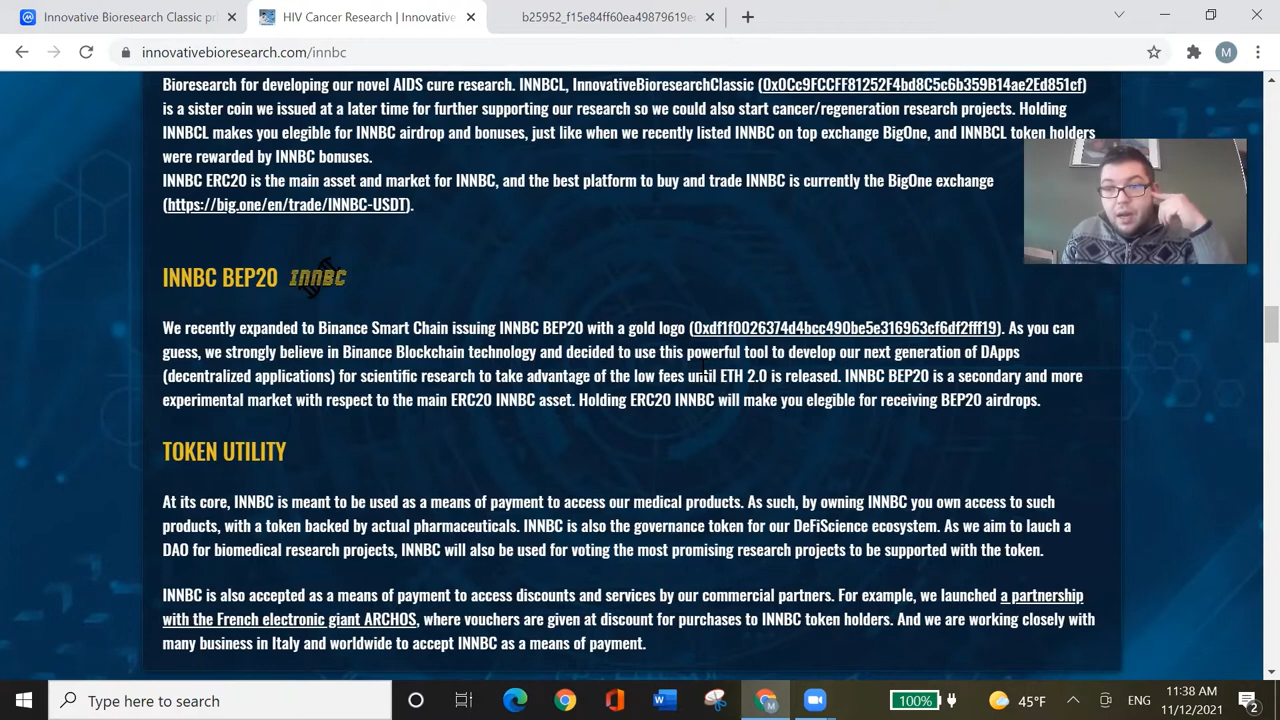 Innovative Bioresearch Classic pri
HIV Cancer Research | Innovative
b25952_f15e84ff60ea49879619e
innovativebioresearch.com/innbc
M
Bioresearch for developing our novel AIDS cure research. INNBCL, InnovativeBioresearchClassic (0x0Cc9FCCFF81252F4bd8C5c6b359B14ae2Ed851cf)
is a sister coin we issued at a later time for further supporting our research so we could also start cancer/regeneration research projects. Holding
INNBCL makes you elegible for INNBC airdrop and bonuses, just like when we recently listed INNBC on top exchange BigOne, and INNBCL token holders
were rewarded by INNBC bonuses.
INNBC ERC20 is the main asset and market for INNBC, and the best platform to buy and trade INNBC is currently the BigOne exchange
(https://big.one/en/trade/INNBC-USDT).
INNBC BEP20 INNBC
We recently expanded to Binance Smart Chain issuing INNBC BEP20 with a gold logo (0xdf1f0026374d4bcc490be5e316963cf6df2fff19). As you can
guess, we strongly believe in Binance Blockchain technology and decided to use this powerful tool to develop our next generation of DApps
(decentralized applications) for scientific research to take advantage of the low fees until ETH 2.0 is released. INNBC BEP20 is a secondary and more
experimental market with respect to the main ERC20 INNBC asset. Holding ERC20 INNBC will make you elegible for receiving BEP20 airdrops.
TOKEN UTILITY
At its core, INNBC is meant to be used as a means of payment to access our medical products. As such, by owning INNBC you own access to such
products, with a token backed by actual pharmaceuticals. INNBC is also the governance token for our DeFiScience ecosystem. As we aim to lauch a
DAO for biomedical research projects, INNBC will also be used for voting the most promising research projects to be supported with the token.
INNBC is also accepted as a means of payment to access discounts and services by our commercial partners. For example, we launched a partnership
with the French electronic giant ARCHOS, where vouchers are given at discount for purchases to INNBC token holders. And we are working closely with
many business in Italy and worldwide to accept INNBC as a means of payment.
Type here to search
100%
45°F
ENG
11:38 AM
11/12/2021
2